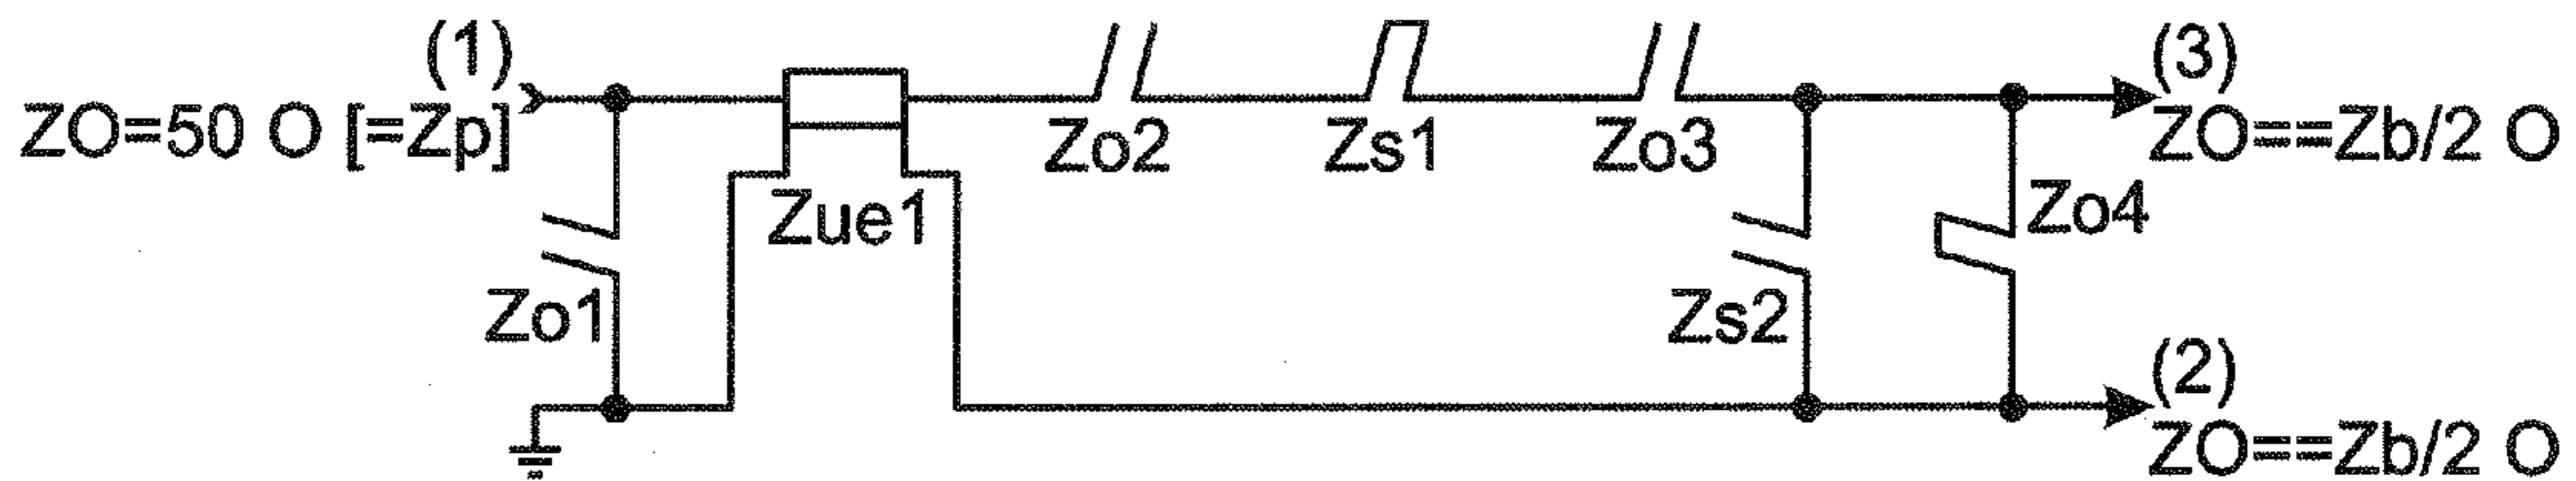 (1)
ZO=50 O [=Zp]
Zo1
Zue1
Zo2
Zs1
Zo3
Zs2
Zo4
(3)
ZO==Zb/2 O
(2)
ZO==Zb/2 O